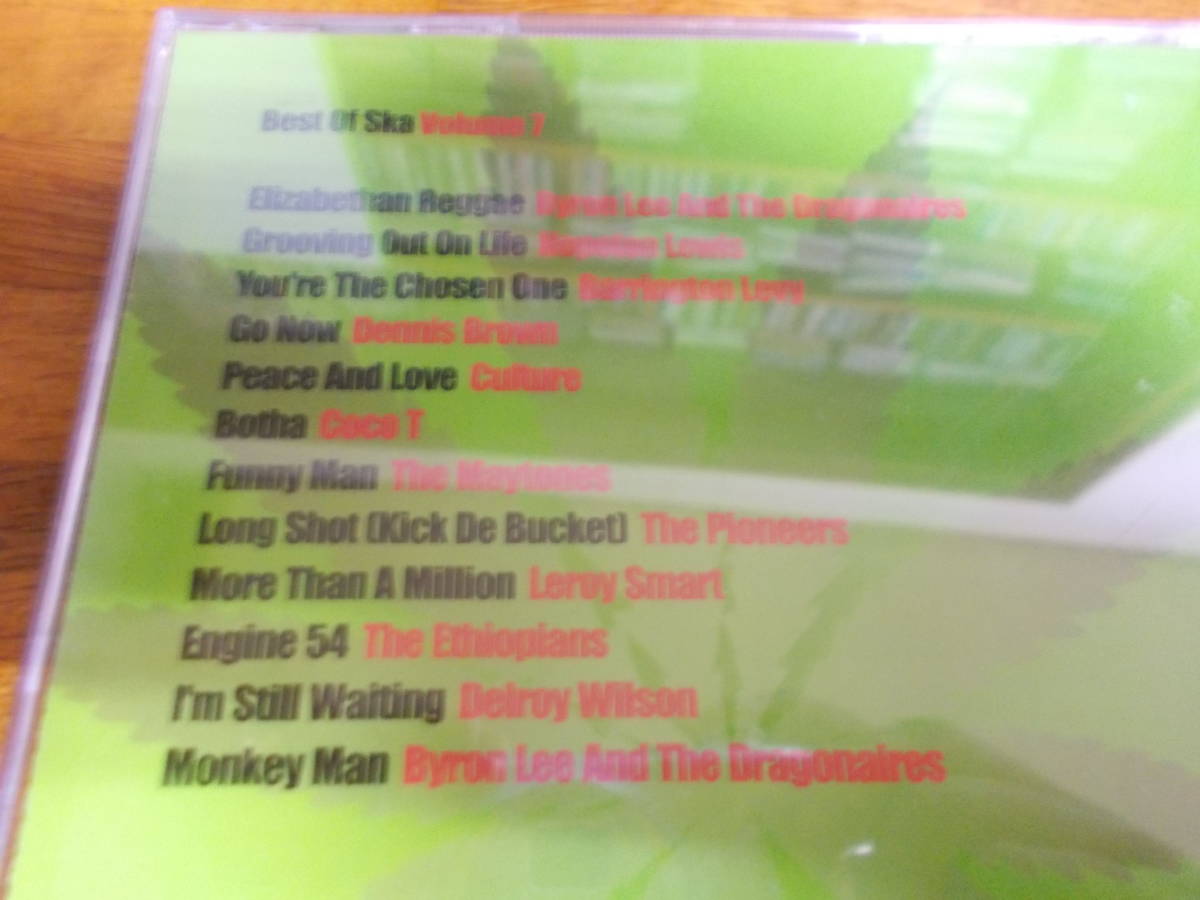 Best Of Ska Volume 7
Elizabethan Reggae Byron Lee And The Dragonaires
Grooving Out On Life Hopeton Lewis
You're The Chosen One Barrington Levy
Go Now Dennis Brown
Peace And Love Culture
Botha Coco T
Funny Man The Maytones
Long Shot (Kick De Bucket) The Pioneers
More Than A Million Leroy Smart
Engine 54 The Ethiopians
I'm Still Waiting Delroy Wilson
Monkey Man Byron Lee And The Dragonaires